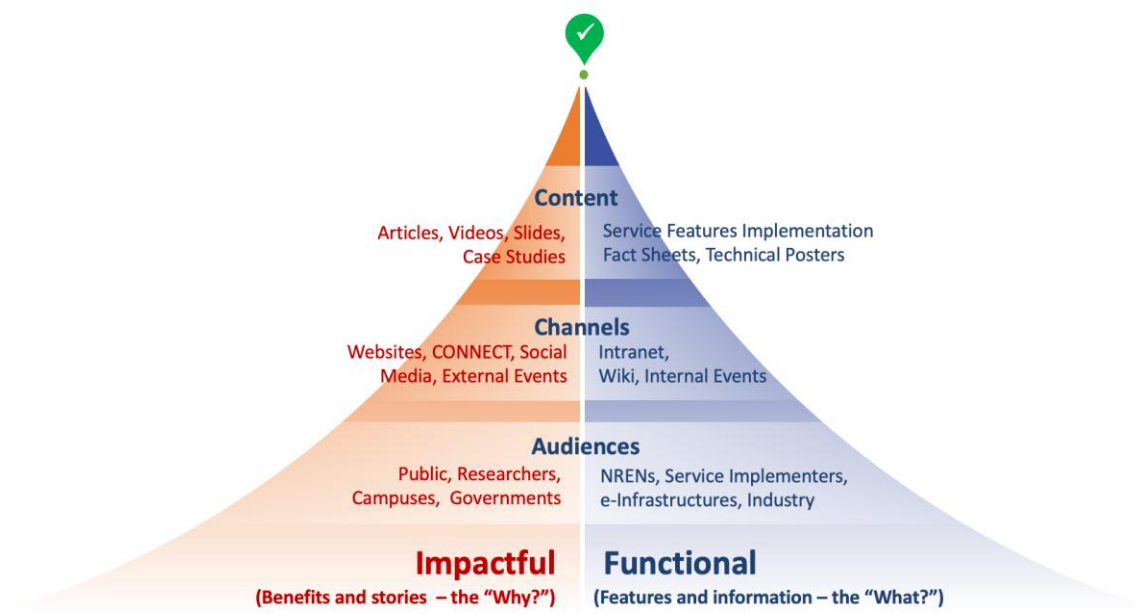 Content
Articles, Videos, Slides,
Case Studies
Service Features Implementation
Fact Sheets, Technical Posters
Channels
Websites, CONNECT, Social
Media, External Events
Intranet,
Wiki, Internal Events
Audiences
Public, Researchers,
Campuses, Governments
NRENs, Service Implementers,
e-Infrastructures, Industry
Impactful
(Benefits and stories – the “Why?”)
Functional
(Features and information – the “What?”)